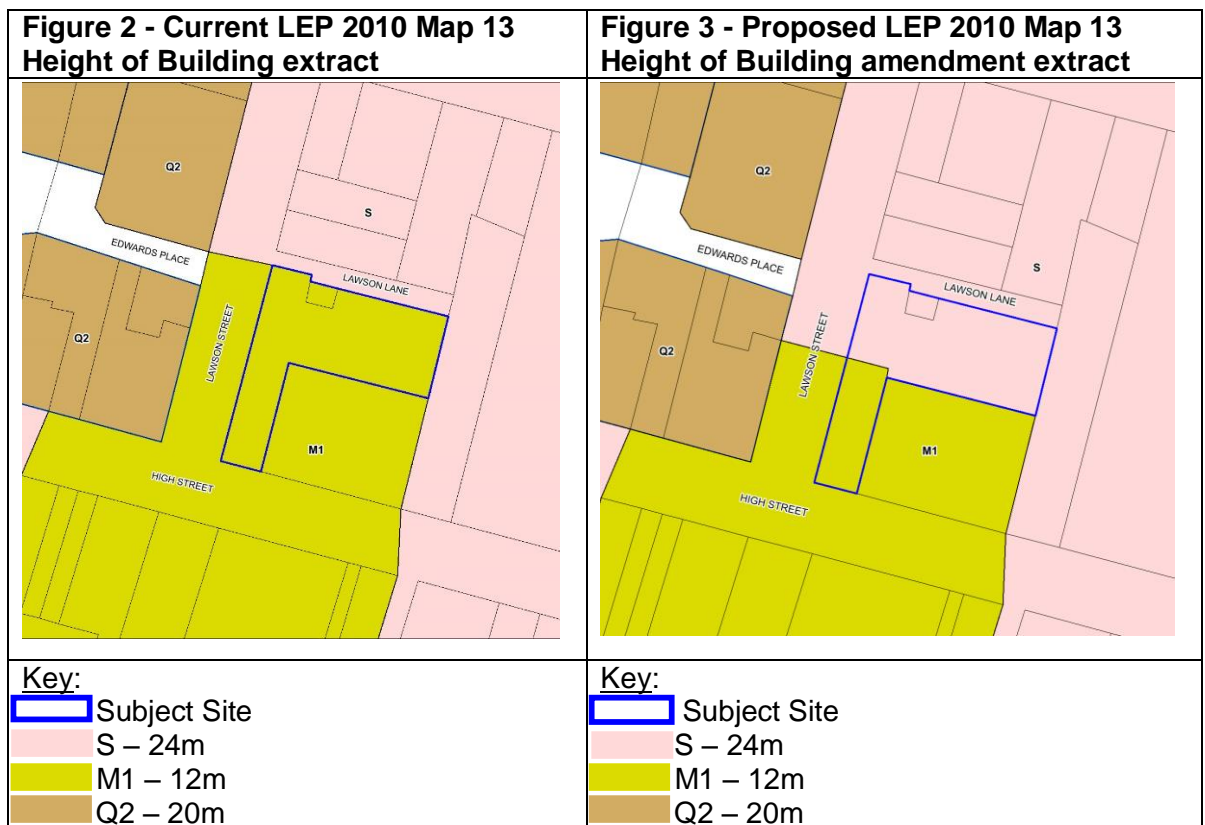 Figure 2 - Current LEP 2010 Map 13
Height of Building extract
Q2
S
EDWARDS PLACE
LAWSON LANE
Q2
LAWSON STREET
M1
HIGH STREET
Key:
Subject Site
S – 24m
M1 – 12m
Q2 – 20m
Figure 3 - Proposed LEP 2010 Map 13
Height of Building amendment extract
Q2
EDWARDS PLACE
S
LAWSON LANE
Q2
LAWSON STREET
M1
HIGH STREET
Key:
Subject Site
S – 24m
M1 – 12m
Q2 – 20m